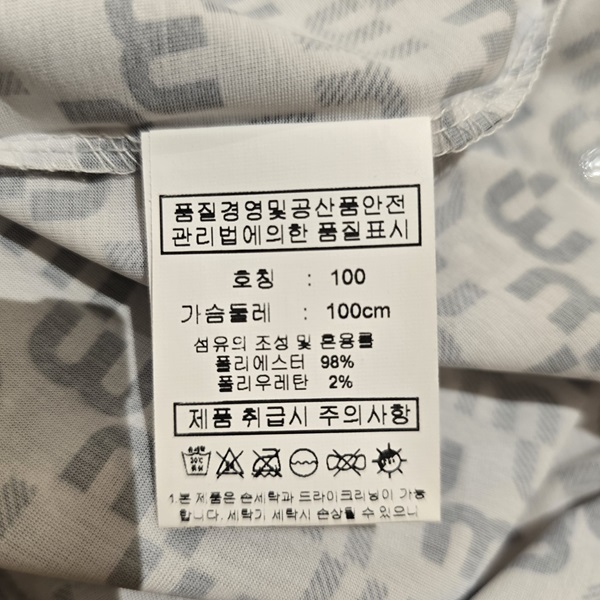 품질경영및공산품안전
관리법에의한 품질표시
호칭 : 100
가슴둘레 : 100cm
섬유의 조성 및 혼용률
폴리에스터 98%
폴리우레탄 2%
제품 취급시 주의사항
30℃
1.본 제품은 손세탁과 드라이크리닝이 가능
합니다. 세탁기 세탁시 손상될 수 있으니